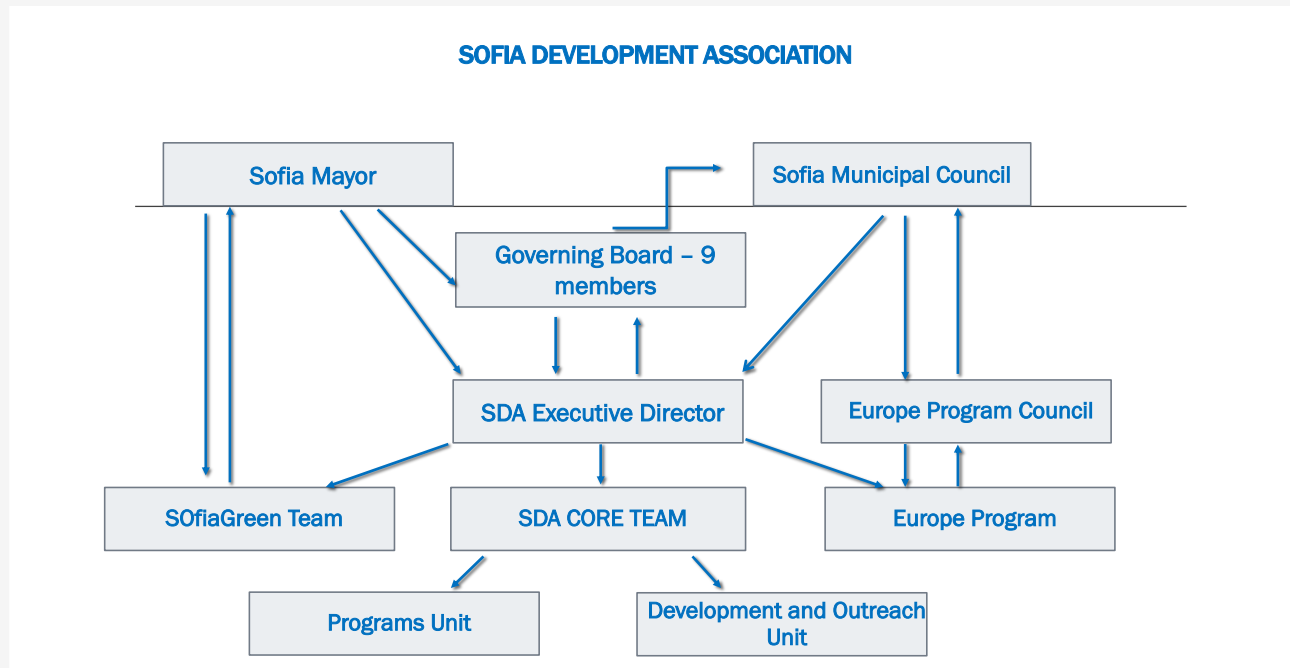 SOFIA DEVELOPMENT ASSOCIATION
Sofia Mayor
Sofia Municipal Council
Governing Board – 9
members
SDA Executive Director
Europe Program Council
SOfiaGreen Team
SDA CORE TEAM
Europe Program
Programs Unit
Development and Outreach
Unit